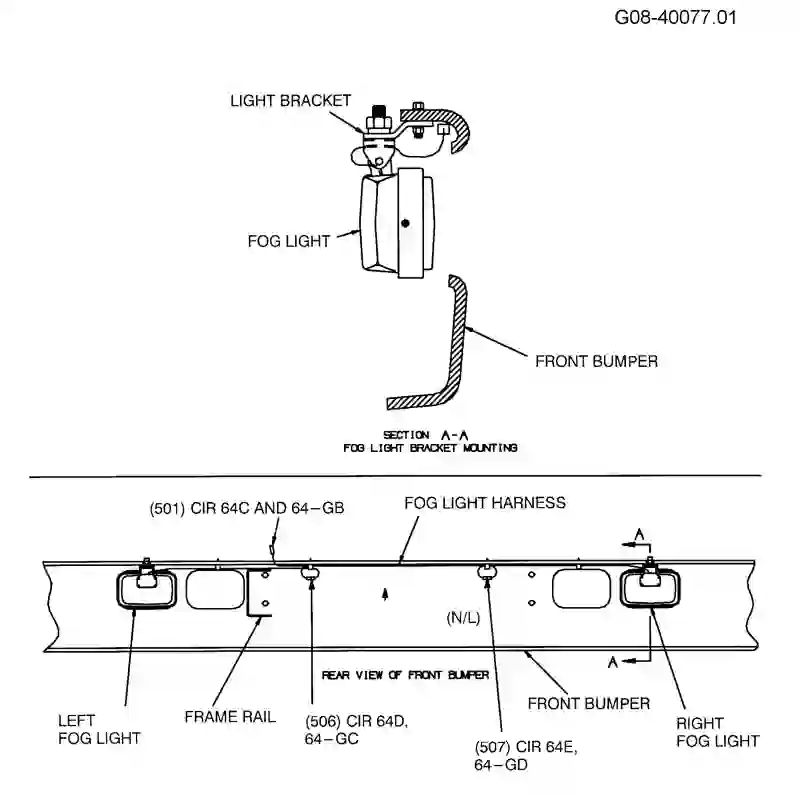 G08-40077.01
LIGHT BRACKET
FOG LIGHT
FRONT BUMPER
SECTION A-A
FOG LIGHT BRACKET MOUNTING
(501) CIR 64C AND 64-GB
FOG LIGHT HARNESS
A
(N/L)
A
REAR VIEW OF FRONT BUMPER
LEFT
FOG LIGHT
FRAME RAIL
(506) CIR 64D,
64-GC
(507) CIR 64E,
64-GD
FRONT BUMPER
RIGHT
FOG LIGHT